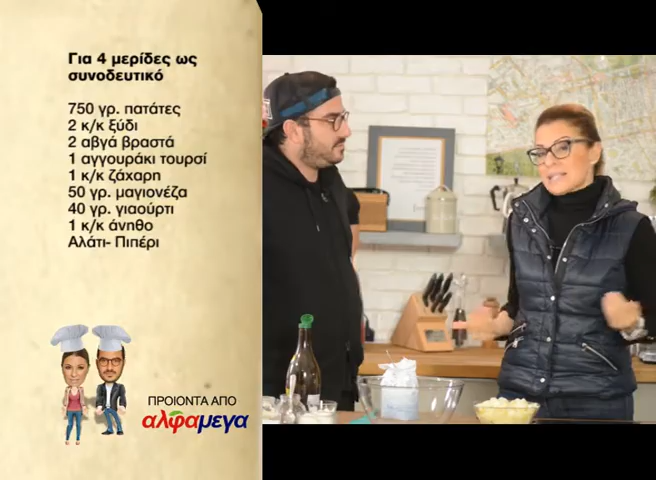 Για 4 μερίδες ως
συνοδευτικό
750 γρ. πατάτες
2 κ/κ ξύδι
2 αβγά βραστά
1 αγγουράκι τουρσί
1 κ/κ ζάχαρη
50 γρ. μαγιονέζα
40 γρ. γιαούρτι
1 κ/κ άνηθο
Αλάτι- Πιπέρι
ΠΡΟΙΟΝΤΑ ΑΠΟ
αλφαμεγα